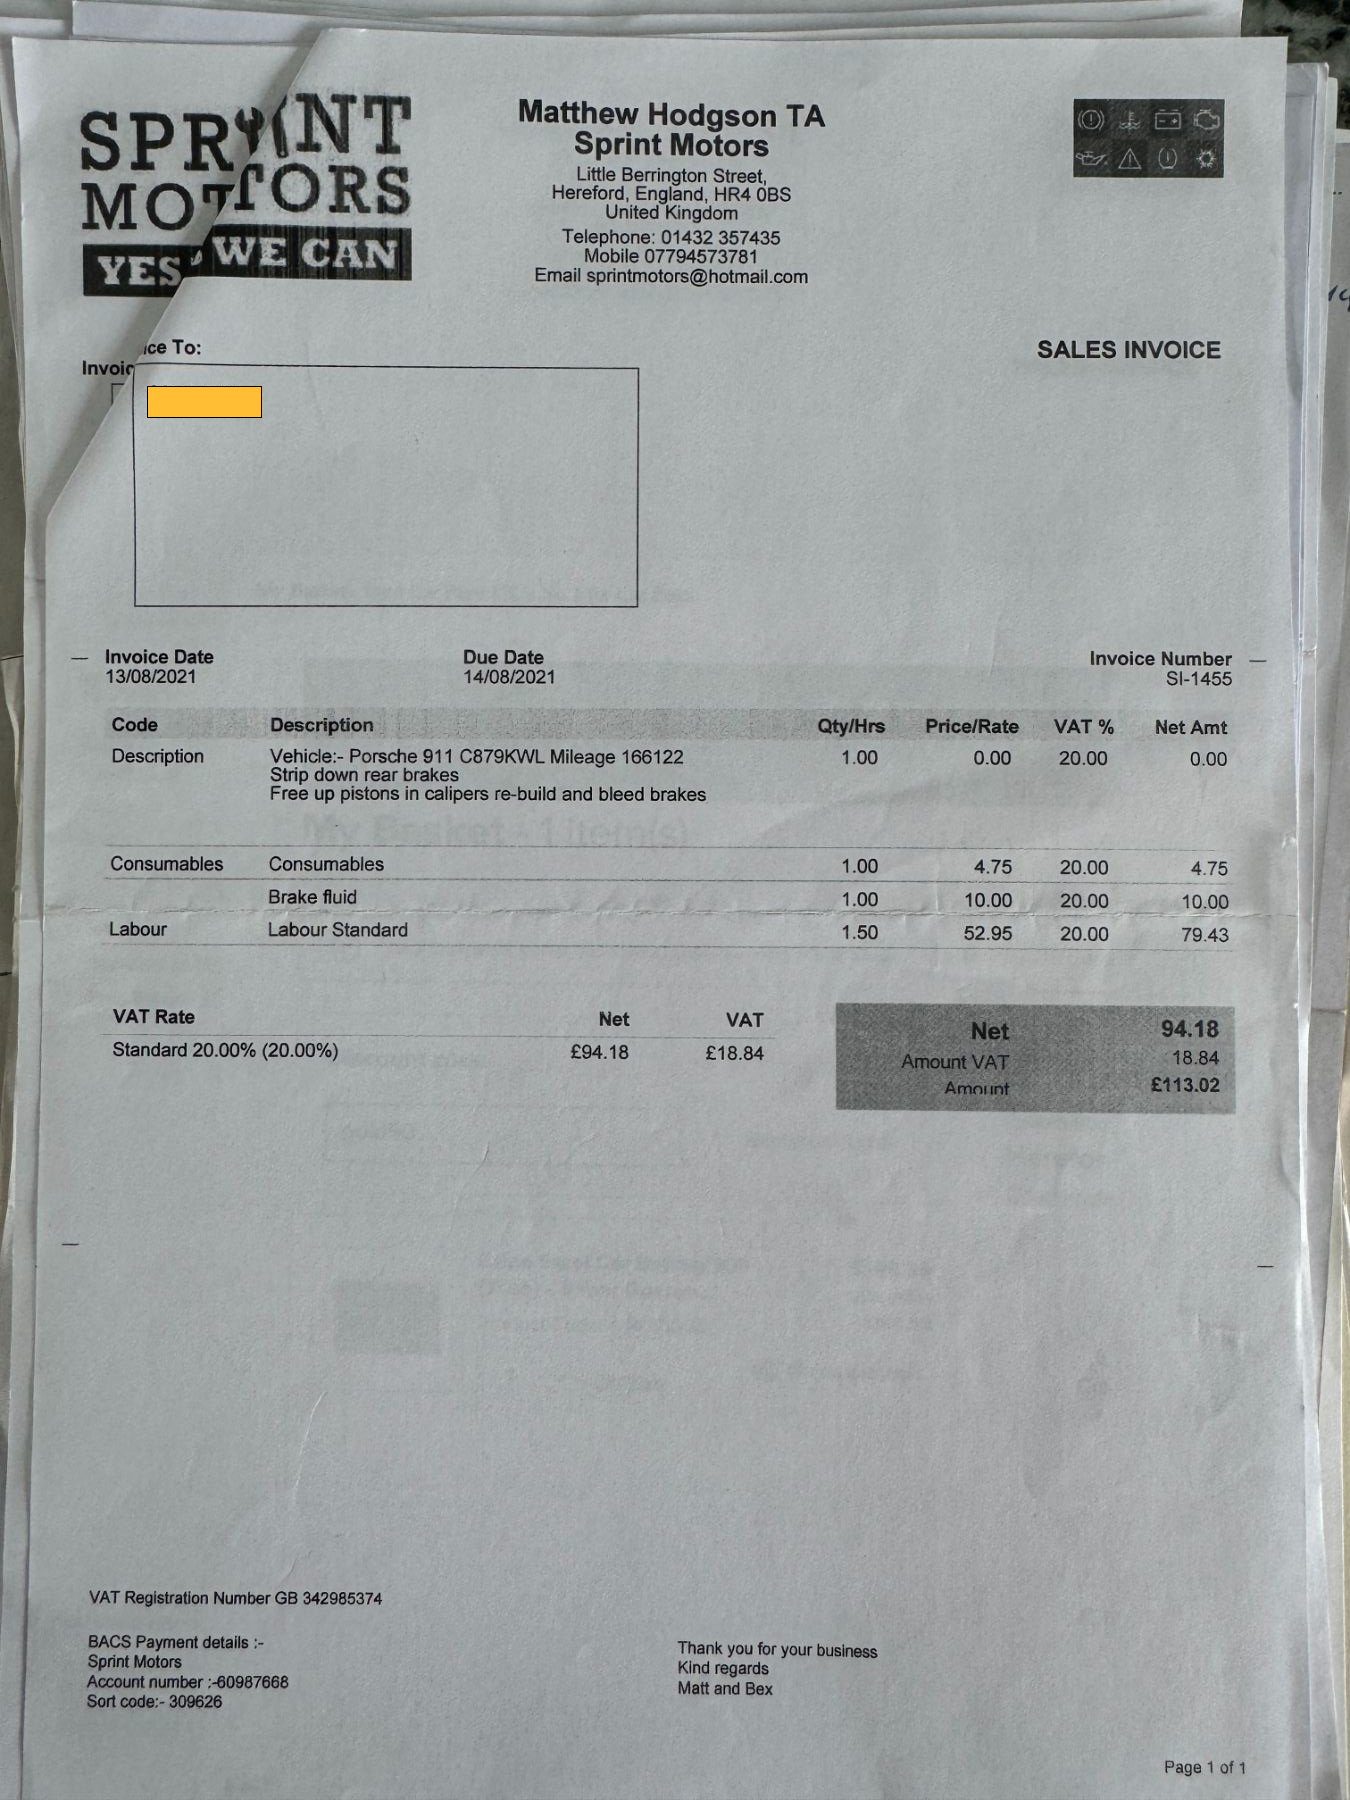 SPRINT
MOTORS
YES WE CAN
Matthew Hodgson TA
Sprint Motors
Little Berrington Street,
Hereford, England, HR4 0BS
United Kingdom
Telephone: 01432 357435
Mobile 07794573781
Email sprintmotors@hotmail.com
SALES INVOICE
ice To:
Invoic
Invoice Date
13/08/2021
Due Date
14/08/2021
Invoice Number
SI-1455
Code Description Qty/Hrs Price/Rate VAT % Net Amt
Description Vehicle:- Porsche 911 C879KWL Mileage 166122 1.00 0.00 20.00 0.00
Strip down rear brakes
Free up pistons in calipers re-build and bleed brakes
My Basket - 1 item(s)
Consumables Consumables 1.00 4.75 20.00 4.75
Brake fluid 1.00 10.00 20.00 10.00
Labour Labour Standard 1.50 52.95 20.00 79.43
VAT Rate Net VAT
Standard 20.00% (20.00%) £94.18 £18.84
Net 94.18
Amount VAT 18.84
Amount £113.02
VAT Registration Number GB 342985374
BACS Payment details :-
Sprint Motors
Account number :-60987668
Sort code:- 309626
Thank you for your business
Kind regards
Matt and Bex
Page 1 of 1